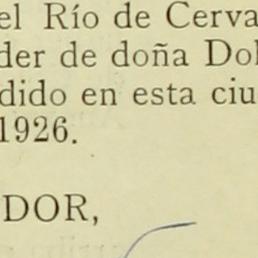 el Río de Cerva
der de doña Dol
dido en esta ciu
1926.
DOR,